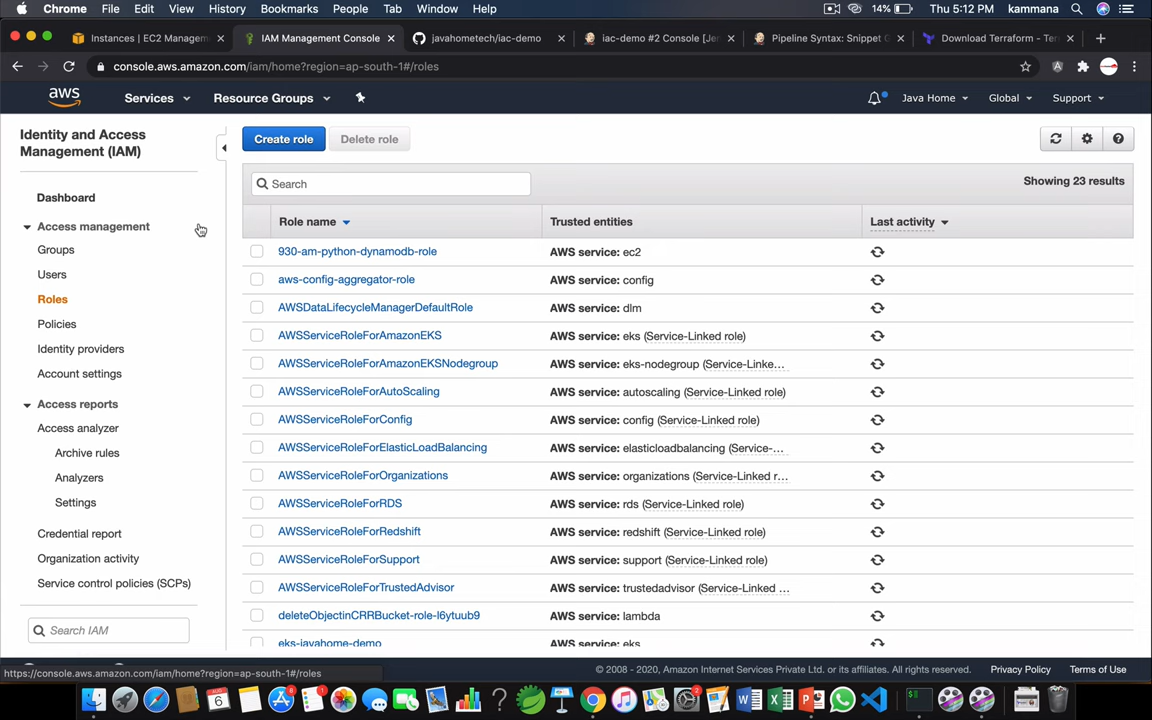 Chrome File Edit View History Bookmarks People Tab Window Help 14% Thu 5:12 PM kammana
Instances | EC2 Managem
IAM Management Console
javahometech/iac-demo
iac-demo #2 Console [Jen
Pipeline Syntax: Snippet G
Download Terraform - Ter
console.aws.amazon.com/iam/home?region=ap-south-1#/roles
aws Services Resource Groups Java Home Global Support
Identity and Access
Management (IAM)
Dashboard
Access management
Groups
Users
Roles
Policies
Identity providers
Account settings
Access reports
Access analyzer
Archive rules
Analyzers
Settings
Credential report
Organization activity
Service control policies (SCPs)
Search IAM
Create role Delete role
Search
Showing 23 results
Role name Trusted entities Last activity
930-am-python-dynamodb-role AWS service: ec2
aws-config-aggregator-role AWS service: config
AWSDataLifecycleManagerDefaultRole AWS service: dlm
AWSServiceRoleForAmazonEKS AWS service: eks (Service-Linked role)
AWSServiceRoleForAmazonEKSNodegroup AWS service: eks-nodegroup (Service-Linke...
AWSServiceRoleForAutoScaling AWS service: autoscaling (Service-Linked role)
AWSServiceRoleForConfig AWS service: config (Service-Linked role)
AWSServiceRoleForElasticLoadBalancing AWS service: elasticloadbalancing (Service-...
AWSServiceRoleForOrganizations AWS service: organizations (Service-Linked r...
AWSServiceRoleForRDS AWS service: rds (Service-Linked role)
AWSServiceRoleForRedshift AWS service: redshift (Service-Linked role)
AWSServiceRoleForSupport AWS service: support (Service-Linked role)
AWSServiceRoleForTrustedAdvisor AWS service: trustedadvisor (Service-Linked ...
deleteObjectinCRRBucket-role-l6ytuub9 AWS service: lambda
eks-javahome-demo AWS service: eks
https://console.aws.amazon.com/iam/home?region=ap-south-1#/roles
© 2008 - 2020, Amazon Internet Services Private Ltd. or its affiliates. All rights reserved. Privacy Policy Terms of Use